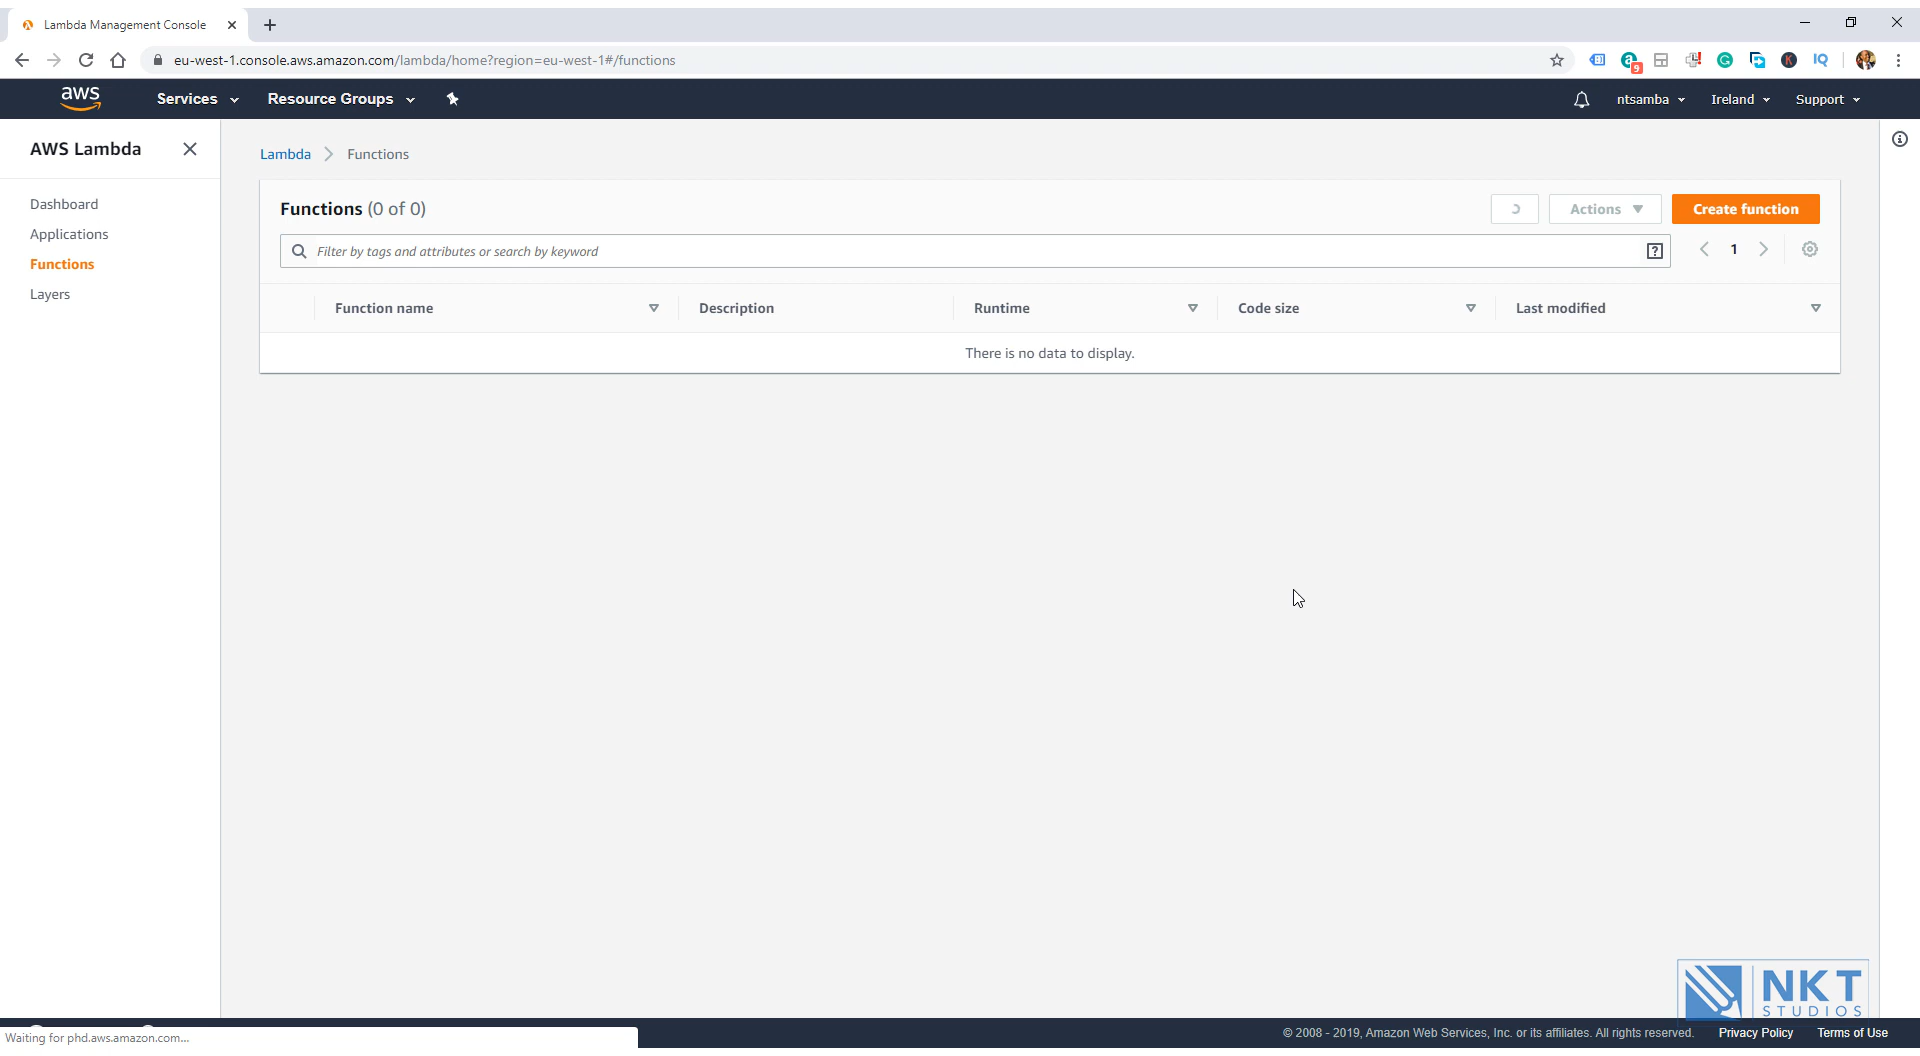 Lambda Management Console
eu-west-1.console.aws.amazon.com/lambda/home?region=eu-west-1#/functions
9
K
IQ
aws
Services
Resource Groups
ntsamba
Ireland
Support
AWS Lambda
Dashboard
Applications
Functions
Layers
Lambda > Functions
Functions (0 of 0)
Actions
Create function
Filter by tags and attributes or search by keyword
1
Function name
Description
Runtime
Code size
Last modified
There is no data to display.
NKT
STUDIOS
Waiting for phd.aws.amazon.com...
© 2008 - 2019, Amazon Web Services, Inc. or its affiliates. All rights reserved.
Privacy Policy
Terms of Use